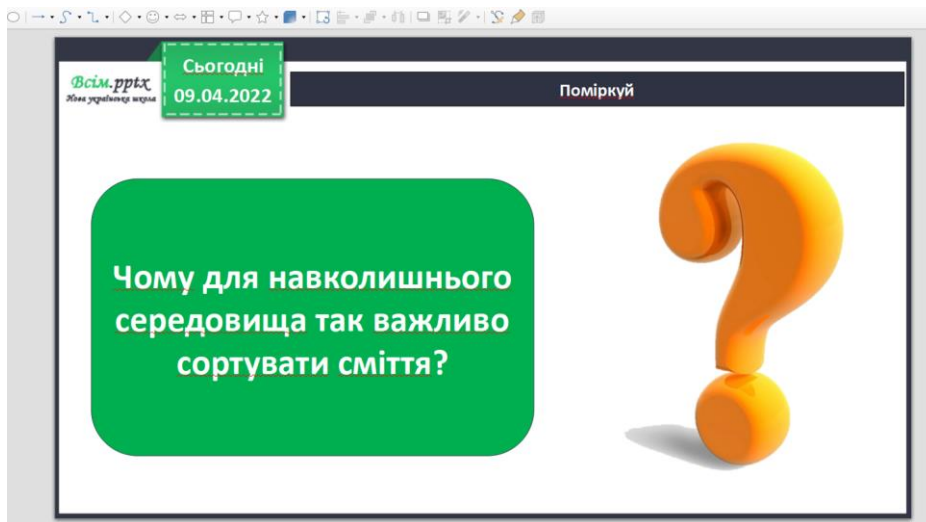 Сьогодні
09.04.2022
Всім.pptx
Нова українська школа
Поміркуй
Чому для навколишнього
середовища так важливо
сортувати сміття?